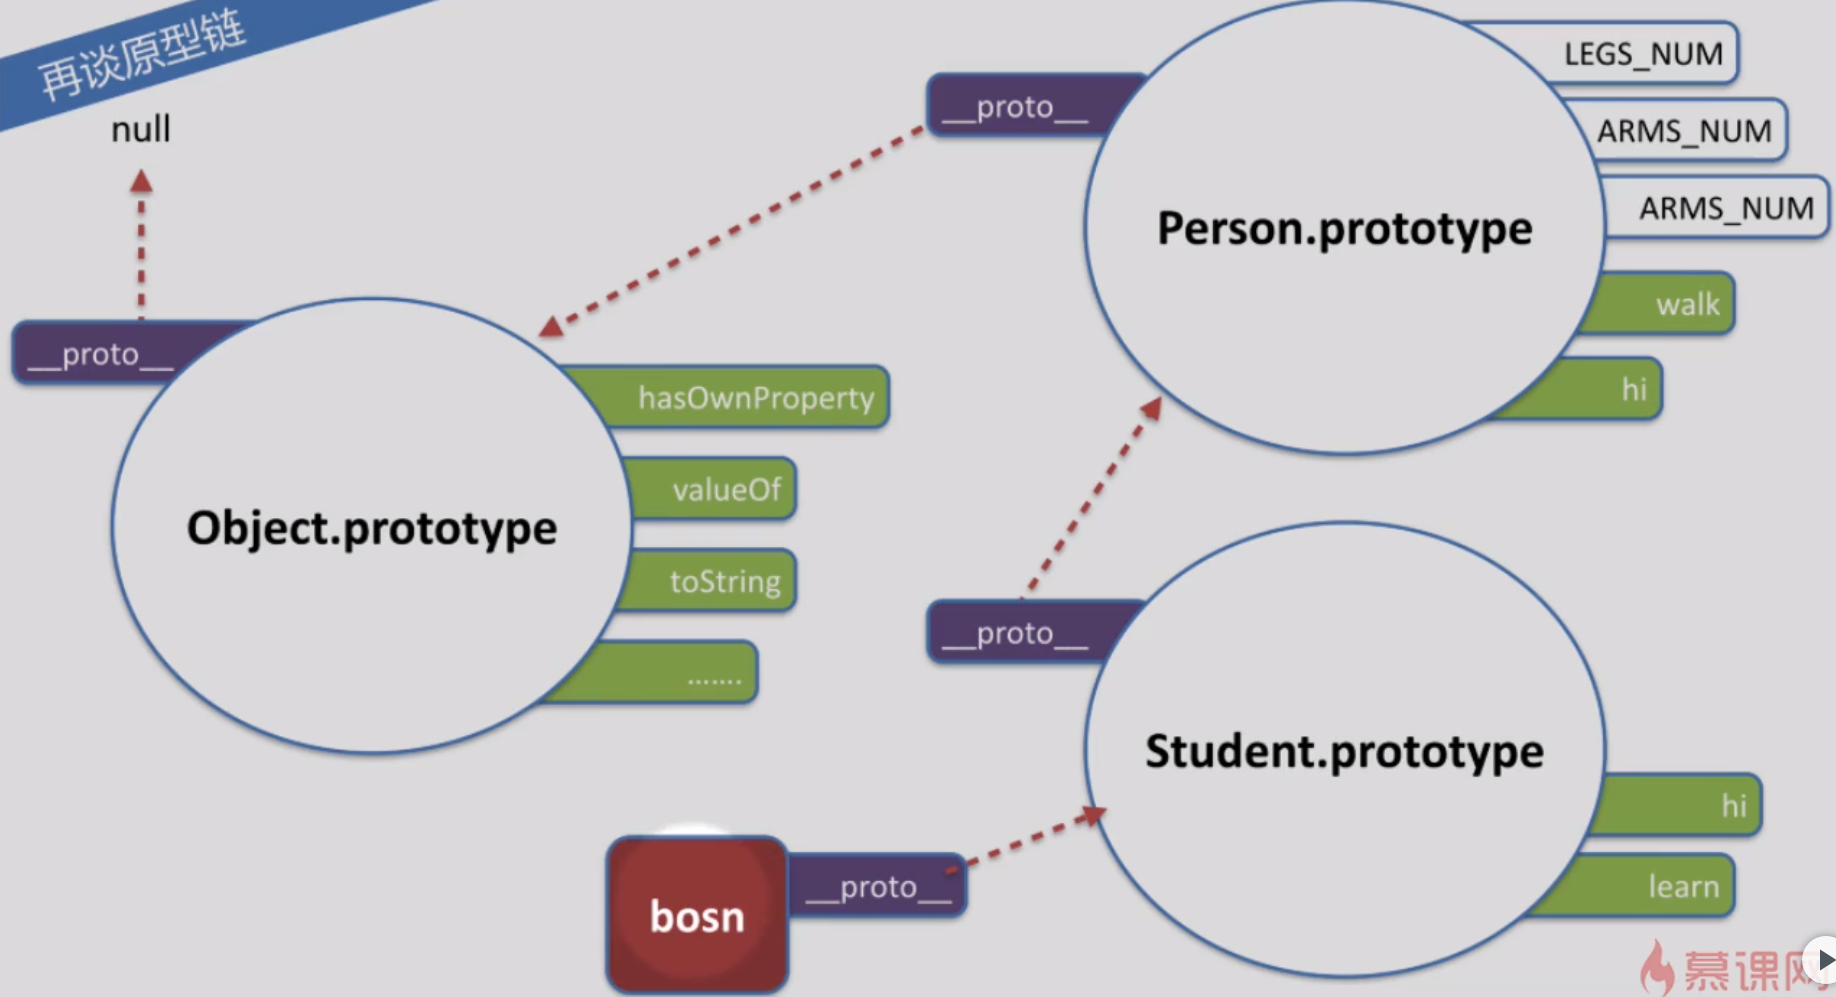 再谈原型链
null
__proto__
Object.prototype
hasOwnProperty
valueOf
toString
.......
__proto__
Person.prototype
LEGS_NUM
ARMS_NUM
ARMS_NUM
walk
hi
__proto__
Student.prototype
hi
learn
bosn
__proto__
慕课网